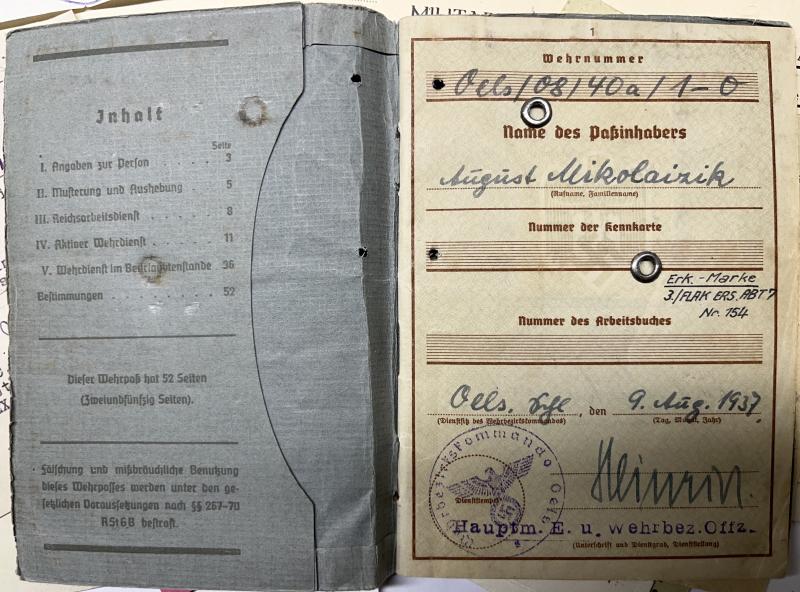 Inhalt
Seite
I. Angaben zur Person . . . . . 3
II. Musterung und Aushebung . . . 5
III. Reichsarbeitsdienst . . . . . 8
IV. Aktiver Wehrdienst . . . . . 11
V. Wehrdienst im Beurlaubtenstande 36
Bestimmungen . . . . . . . . 52
Dieser Wehrpaß hat 52 Seiten
(Zweiundfünfzig Seiten).
Fälschung und mißbräuchliche Benutzung
dieses Wehrpasses werden unter den ge-
setzlichen Voraussetzungen nach §§ 267–70
RStGB bestraft.
1
Wehrnummer
Oels/08/40a/1-0
Name des Paßinhabers
August Mikolaizik
(Rufname, Familienname)
Nummer der Kennkarte
Erk.-Marke
3./FLAK ERS. ABT 7
Nr. 154
Nummer des Arbeitsbuches
Oels, Schl, den 9. Aug. 1937
(Dienstsitz des Wehrbezirkskommandos) (Tag, Monat, Jahr)
Wehrbezirkskommando Oels
(Dienststempel)
Hauptm. E. u. Wehrbez. Offz.
(Unterschrift und Dienstgrad, Dienststellung)